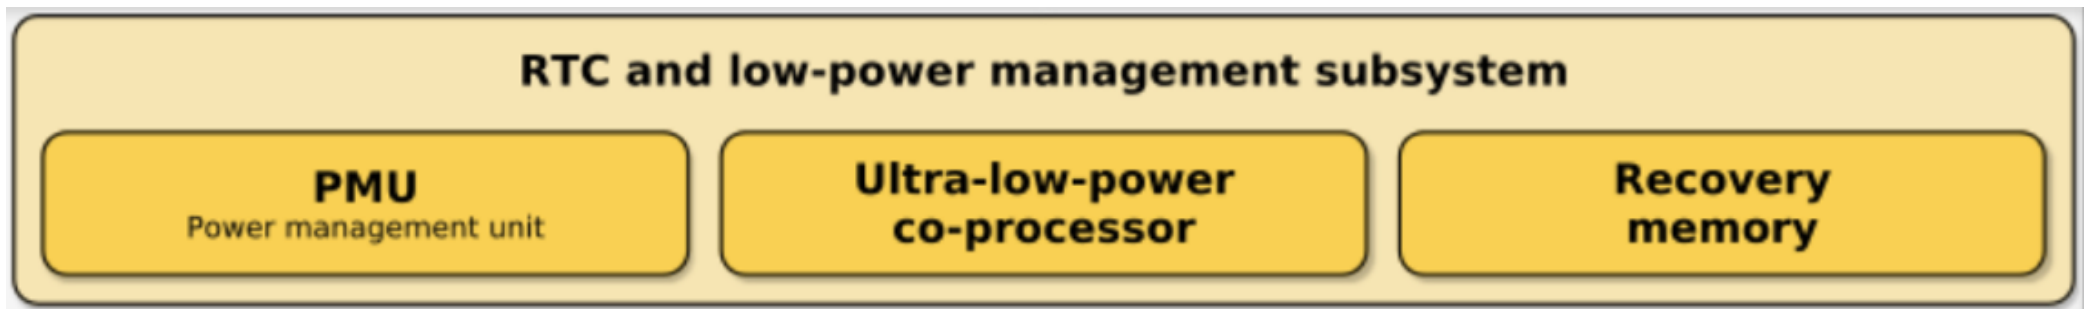 RTC and low-power management subsystem
PMU
Power management unit
Ultra-low-power
co-processor
Recovery
memory